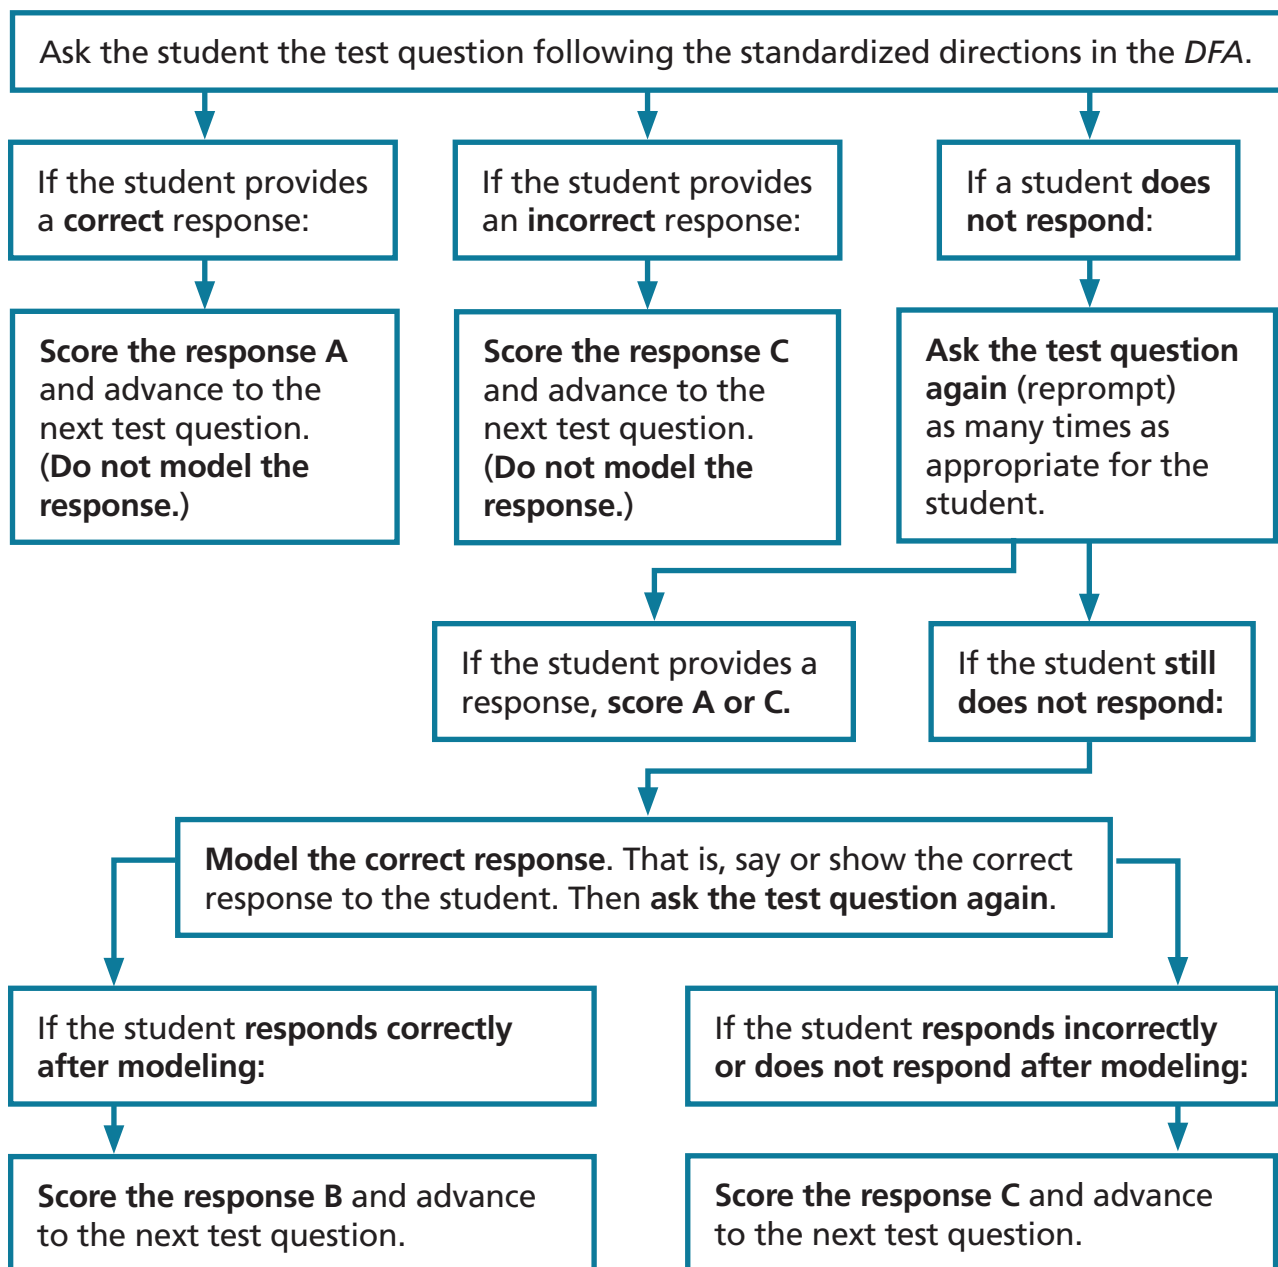 Ask the student the test question following the standardized directions in the DFA.
If the student provides
a correct response:
If the student provides
an incorrect response:
If a student does
not respond:
Score the response A
and advance to the
next test question.
(Do not model the
response.)
Score the response C
and advance to the
next test question.
(Do not model the
response.)
Ask the test question
again (reprompt)
as many times as
appropriate for the
student.
If the student provides a
response, score A or C.
If the student still
does not respond:
Model the correct response. That is, say or show the correct
response to the student. Then ask the test question again.
If the student responds correctly
after modeling:
If the student responds incorrectly
or does not respond after modeling:
Score the response B and advance
to the next test question.
Score the response C and advance
to the next test question.